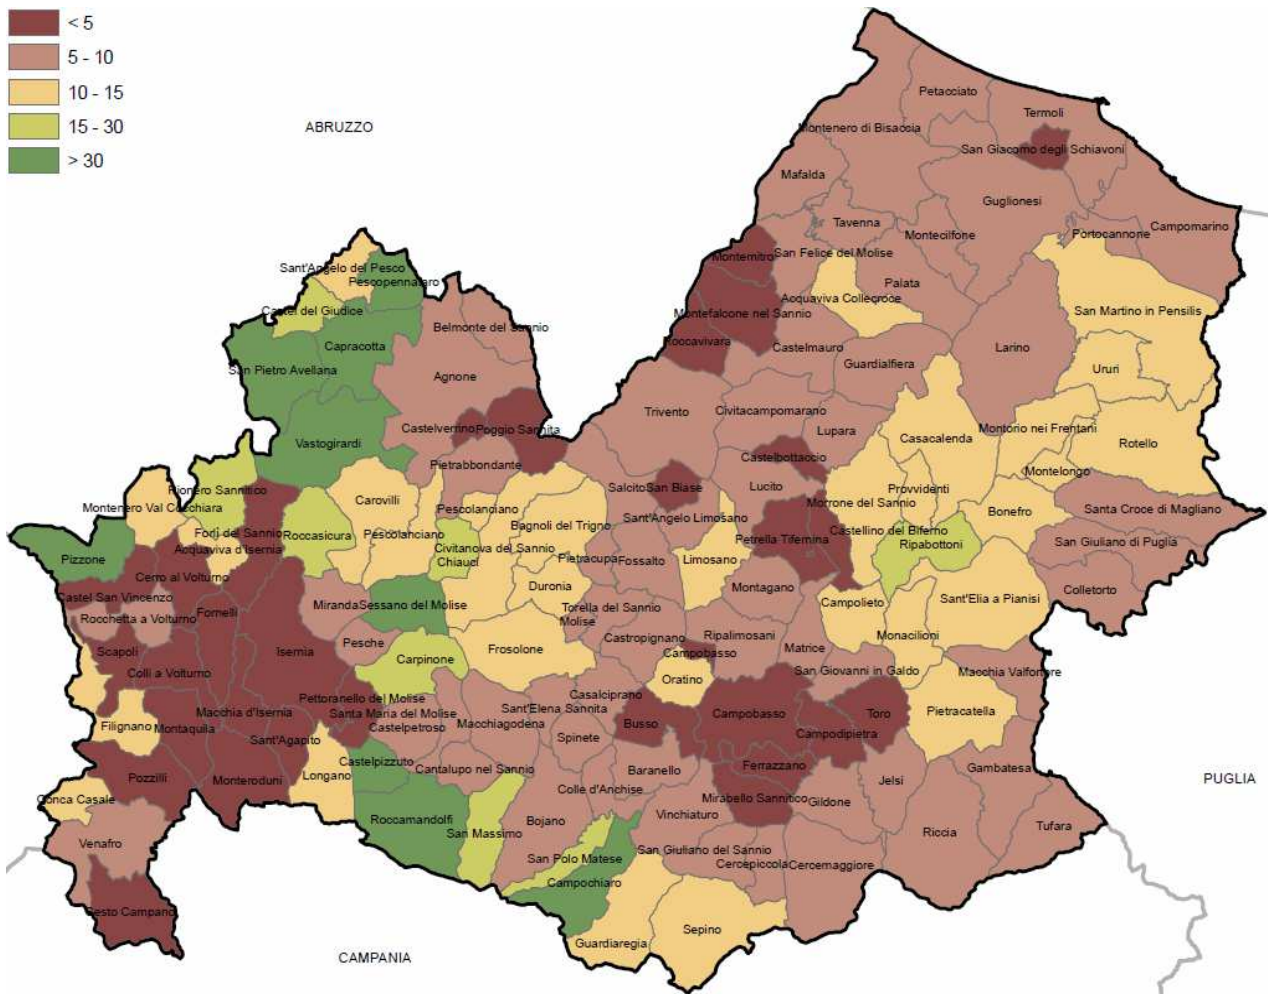 < 5
5 - 10
10 - 15
15 - 30
> 30
ABRUZZO
Petacciato
Termoli
Montenero di Bisaccia
San Giacomo degli Schiavoni
Mafalda
Guglionesi
Tavenna
Campomarino
Portocannone
Montecilfone
Montemitro
San Felice del Molise
Sant'Angelo del Pesco
Pescopennataro
Palata
Acquaviva Collecroce
Castel del Giudice
Montefalcone nel Sannio
San Martino in Pensilis
Belmonte del Sannio
Roccavivara
Capracotta
Castelmauro
Larino
Guardialfiera
San Pietro Avellana
Ururi
Agnone
Trivento
Civitacampomarano
Castelverrino
Poggio Sannita
Lupara
Montorio nei Frentani
Vastogirardi
Casacalenda
Rotello
Castelbottaccio
Pietrabbondante
Montelongo
Rionero Sannitico
Salcito
San Biase
Lucito
Provvidenti
Carovilli
Morrone del Sannio
Montenero Val Cocchiara
Pescolanciano
Santa Croce di Magliano
Bonefro
Sant'Angelo Limosano
Bagnoli del Trigno
Forli del Sannio
Roccasicura
Pescolanciano
Castellino del Biferno
Petrella Tifernina
Ripabottoni
San Giuliano di Puglia
Acquaviva d'Isernia
Civitanova del Sannio
Chiauci
Pietracupa
Fossalto
Limosano
Pizzone
Cerro al Volturno
Duronia
Montagano
Colletorto
Castel San Vincenzo
Sant'Elia a Pianisi
Miranda
Sessano del Molise
Torella del Sannio
Campolieto
Fornelli
Rocchetta a Volturno
Molise
Castropignano
Ripalimosani
Monacilioni
Pesche
Matrice
Scapoli
Isernia
Frosolone
Campobasso
Carpinone
Colli a Volturno
Oratino
San Giovanni in Galdo
Macchia Valfortore
Pettoranello del Molise
Casalciprano
Macchia d'Isernia
Santa Maria del Molise
Sant'Elena Sannita
Campobasso
Toro
Pietracatella
Filignano
Montaquila
Castelpetroso
Macchiagodena
Busso
Campodipietra
Sant'Agapito
Spinete
Castelpizzuto
Ferrazzano
Pozzilli
Monteroduni
Longano
Cantalupo nel Sannio
Baranello
Gambatesa
PUGLIA
Jelsi
Colle d'Anchise
Conca Casale
Mirabello Sannitico
Gildone
Vinchiaturo
Roccamandolfi
Bojano
San Massimo
Riccia
Tufara
Venafro
San Giuliano del Sannio
San Polo Matese
Cercepiccola
Cercemaggiore
Campochiaro
Sesto Campano
Sepino
Guardiaregia
CAMPANIA